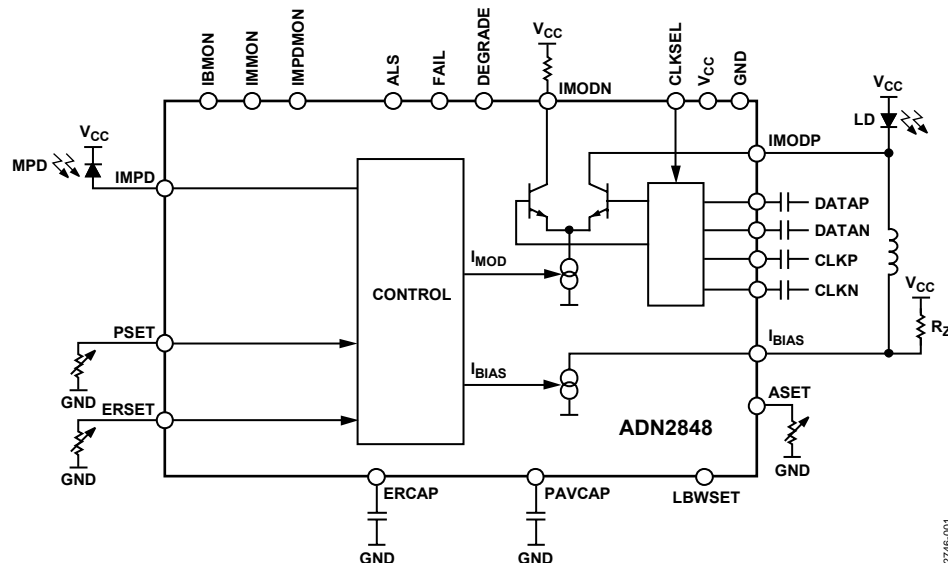 IBMON
IMMON
IMPDMON
ALS
FAIL
DEGRADE
VCC
IMODN
CLKSEL
VCC
GND
VCC
LD
IMODP
VCC
MPD
IMPD
DATAP
DATAN
CLKP
CLKN
IMOD
CONTROL
VCC
RZ
PSET
GND
IBIAS
IBIAS
ERSET
GND
ASET
GND
ADN2848
ERCAP
GND
PAVCAP
GND
LBWSET